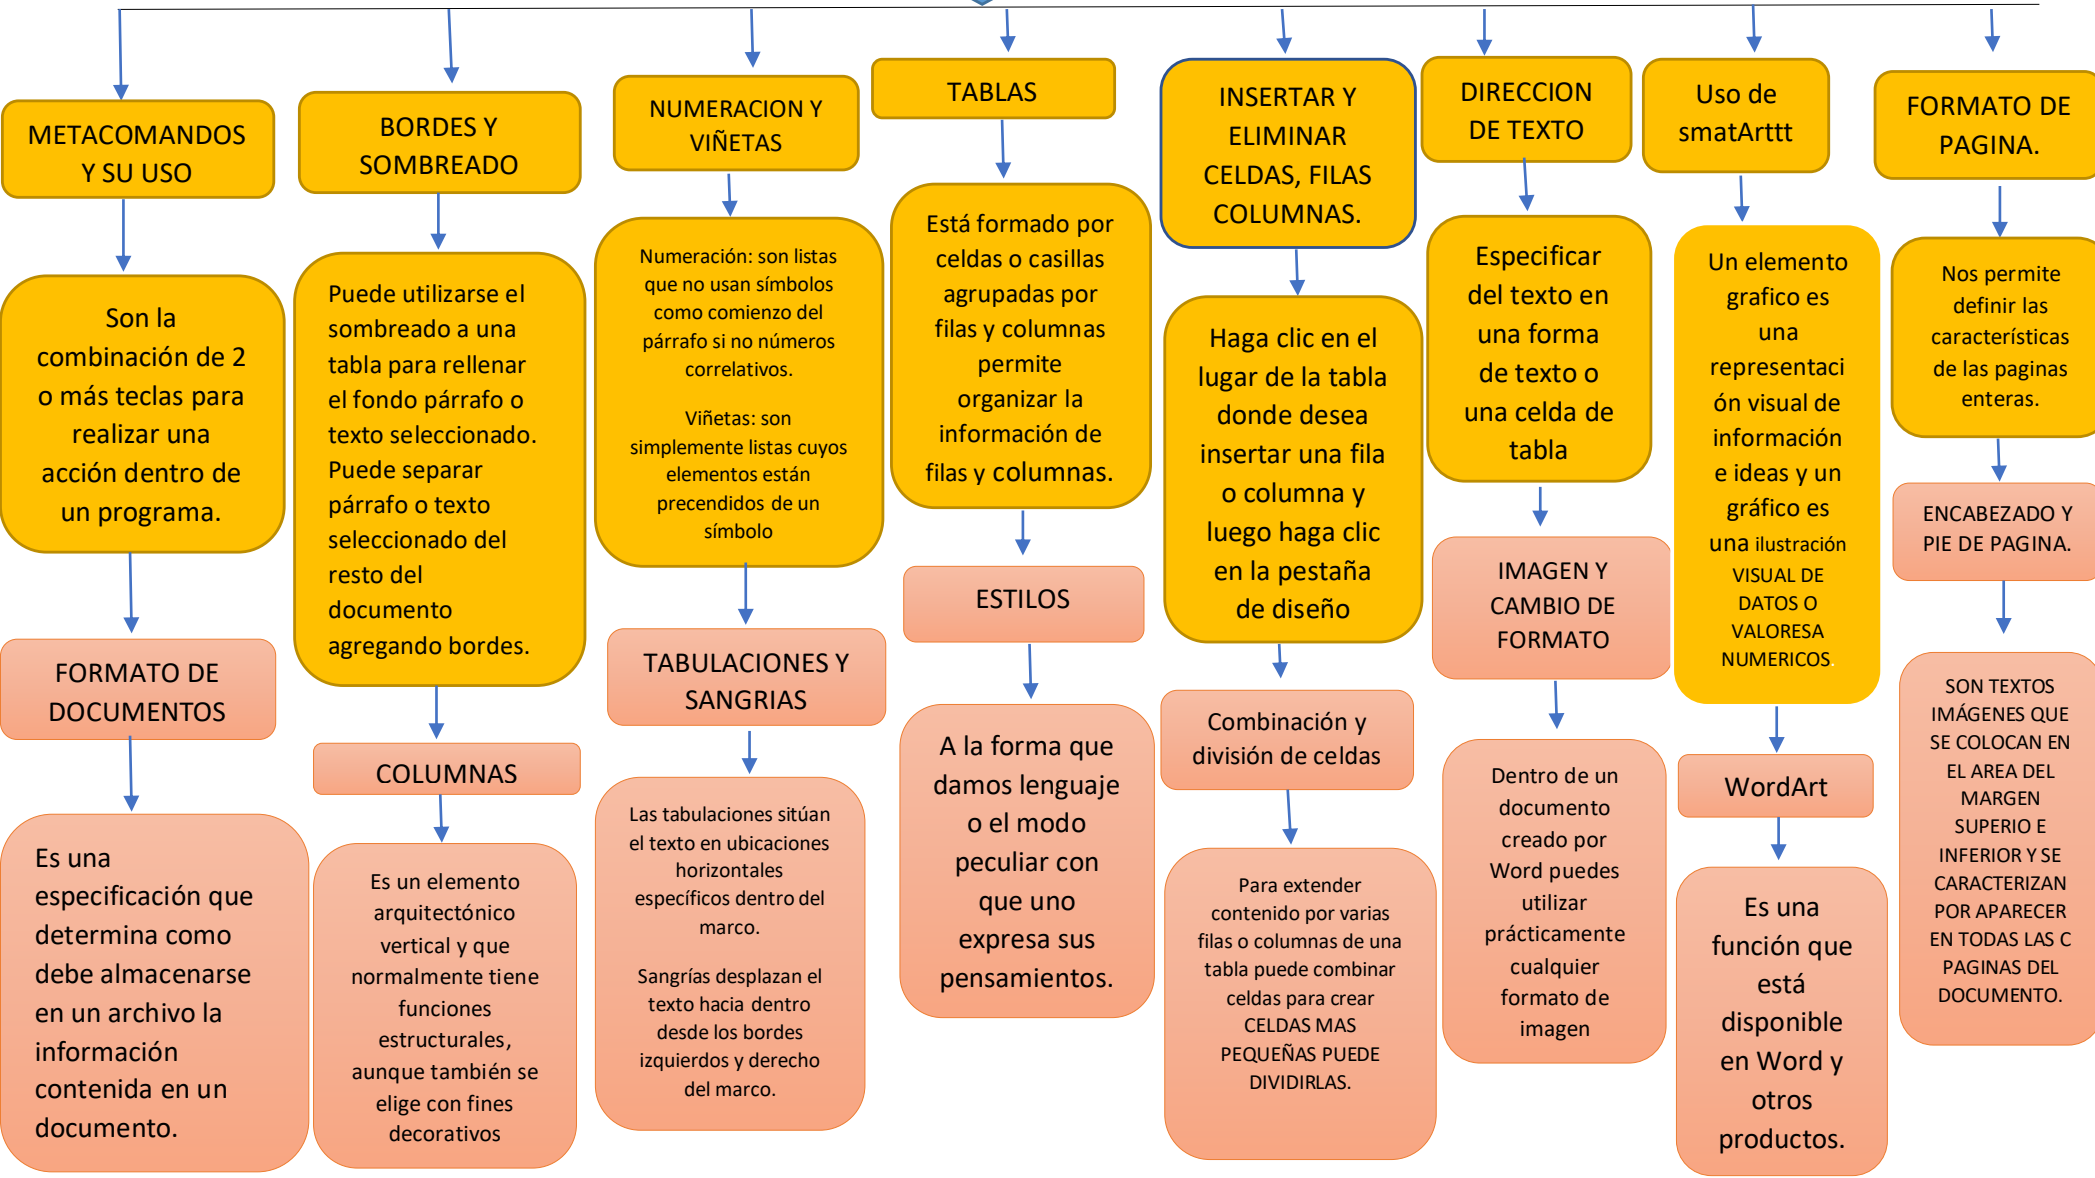 METACOMANDOS
Y SU USO
Son la
combinación de 2
o más teclas para
realizar una
acción dentro de
un programa.
FORMATO DE
DOCUMENTOS
Es una
especificación que
determina como
debe almacenarse
en un archivo la
información
contenida en un
documento.
BORDES Y
SOMBREADO
Puede utilizarse el
sombreado a una
tabla para rellenar
el fondo párrafo o
texto seleccionado.
Puede separar
párrafo o texto
seleccionado del
resto del
documento
agregando bordes.
COLUMNAS
Es un elemento
arquitectónico
vertical y que
normalmente tiene
funciones
estructurales,
aunque también se
elige con fines
decorativos
NUMERACION Y
VIÑETAS
Numeración: son listas
que no usan símbolos
como comienzo del
párrafo si no números
correlativos.
Viñetas: son
simplemente listas cuyos
elementos están
precendidos de un
símbolo
TABULACIONES Y
SANGRIAS
Las tabulaciones sitúan
el texto en ubicaciones
horizontales
específicos dentro del
marco.
Sangrías desplazan el
texto hacia dentro
desde los bordes
izquierdos y derecho
del marco.
TABLAS
Está formado por
celdas o casillas
agrupadas por
filas y columnas
permite
organizar la
información de
filas y columnas.
ESTILOS
A la forma que
damos lenguaje
o el modo
peculiar con
que uno
expresa sus
pensamientos.
INSERTAR Y
ELIMINAR
CELDAS, FILAS
COLUMNAS.
Haga clic en el
lugar de la tabla
donde desea
insertar una fila
o columna y
luego haga clic
en la pestaña
de diseño
Combinación y
división de celdas
Para extender
contenido por varias
filas o columnas de una
tabla puede combinar
celdas para crear
CELDAS MAS
PEQUEÑAS PUEDE
DIVIDIRLAS.
DIRECCION
DE TEXTO
Especificar
del texto en
una forma
de texto o
una celda de
tabla
IMAGEN Y
CAMBIO DE
FORMATO
Dentro de un
documento
creado por
Word puedes
utilizar
prácticamente
cualquier
formato de
imagen
Uso de
smatArttt
Un elemento
grafico es
una
representaci
ón visual de
información
e ideas y un
gráfico es
una ilustración
VISUAL DE
DATOS O
VALORESA
NUMERICOS.
WordArt
Es una
función que
está
disponible
en Word y
otros
productos.
FORMATO DE
PAGINA.
Nos permite
definir las
características
de las paginas
enteras.
ENCABEZADO Y
PIE DE PAGINA.
SON TEXTOS
IMÁGENES QUE
SE COLOCAN EN
EL AREA DEL
MARGEN
SUPERIO E
INFERIOR Y SE
CARACTERIZAN
POR APARECER
EN TODAS LAS C
PAGINAS DEL
DOCUMENTO.